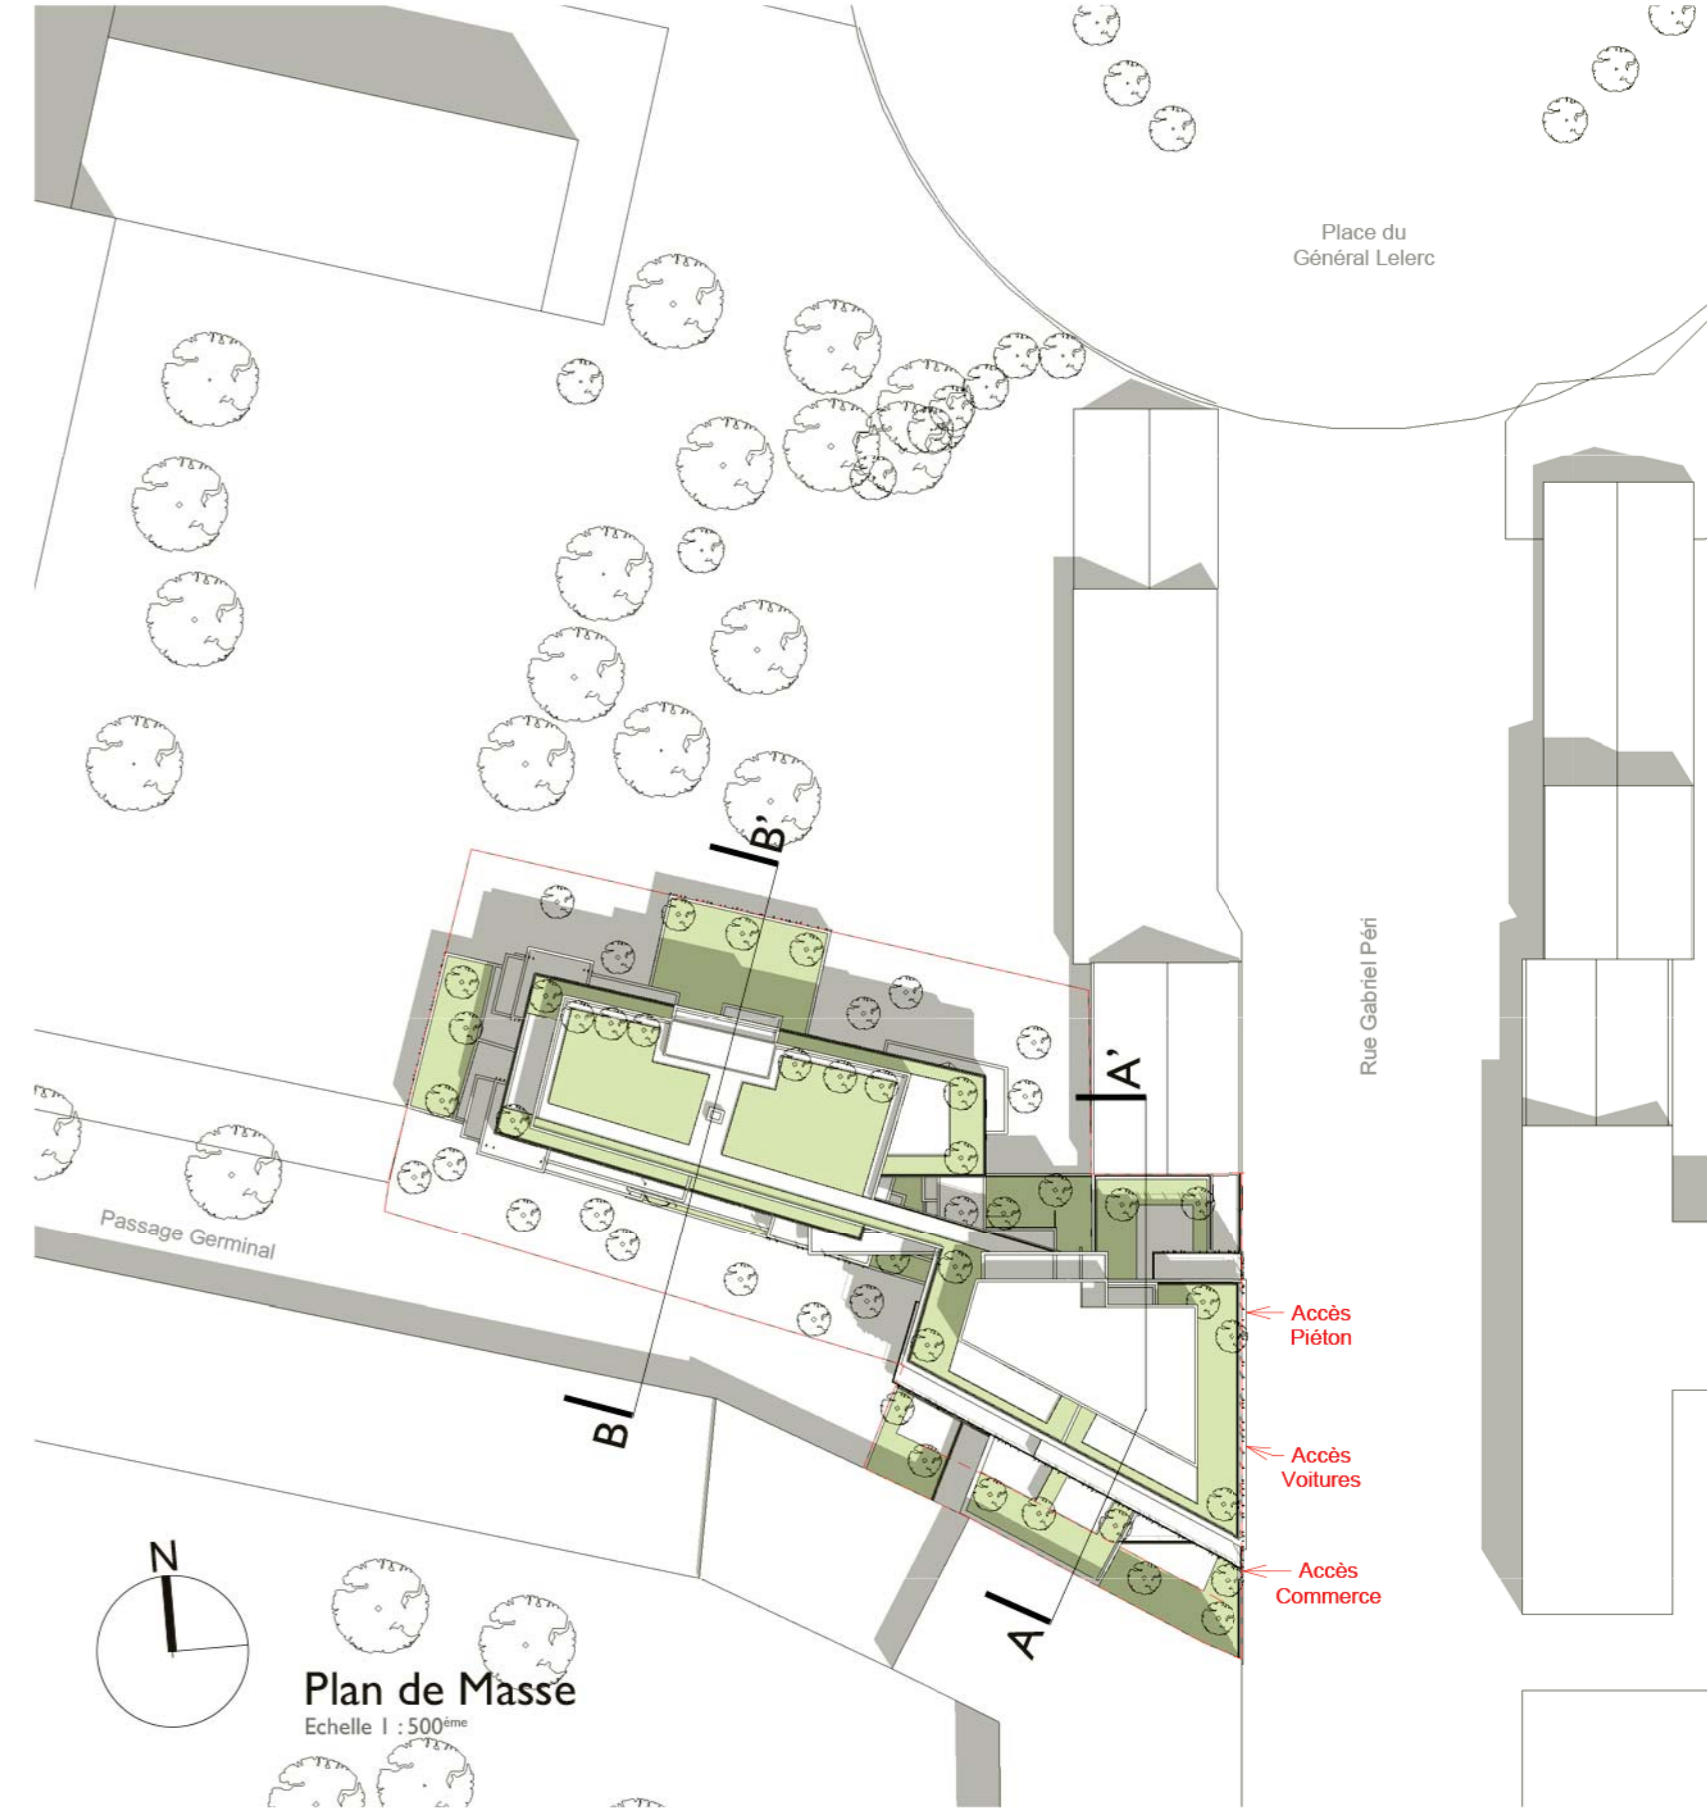 Place du
Général Lelerc
B'
A'
Rue Gabriel Péri
Passage Germinal
Accès
Piéton
B
Accès
Voitures
A
Accès
Commerce
N
Plan de Masse
Echelle 1 : 500ème